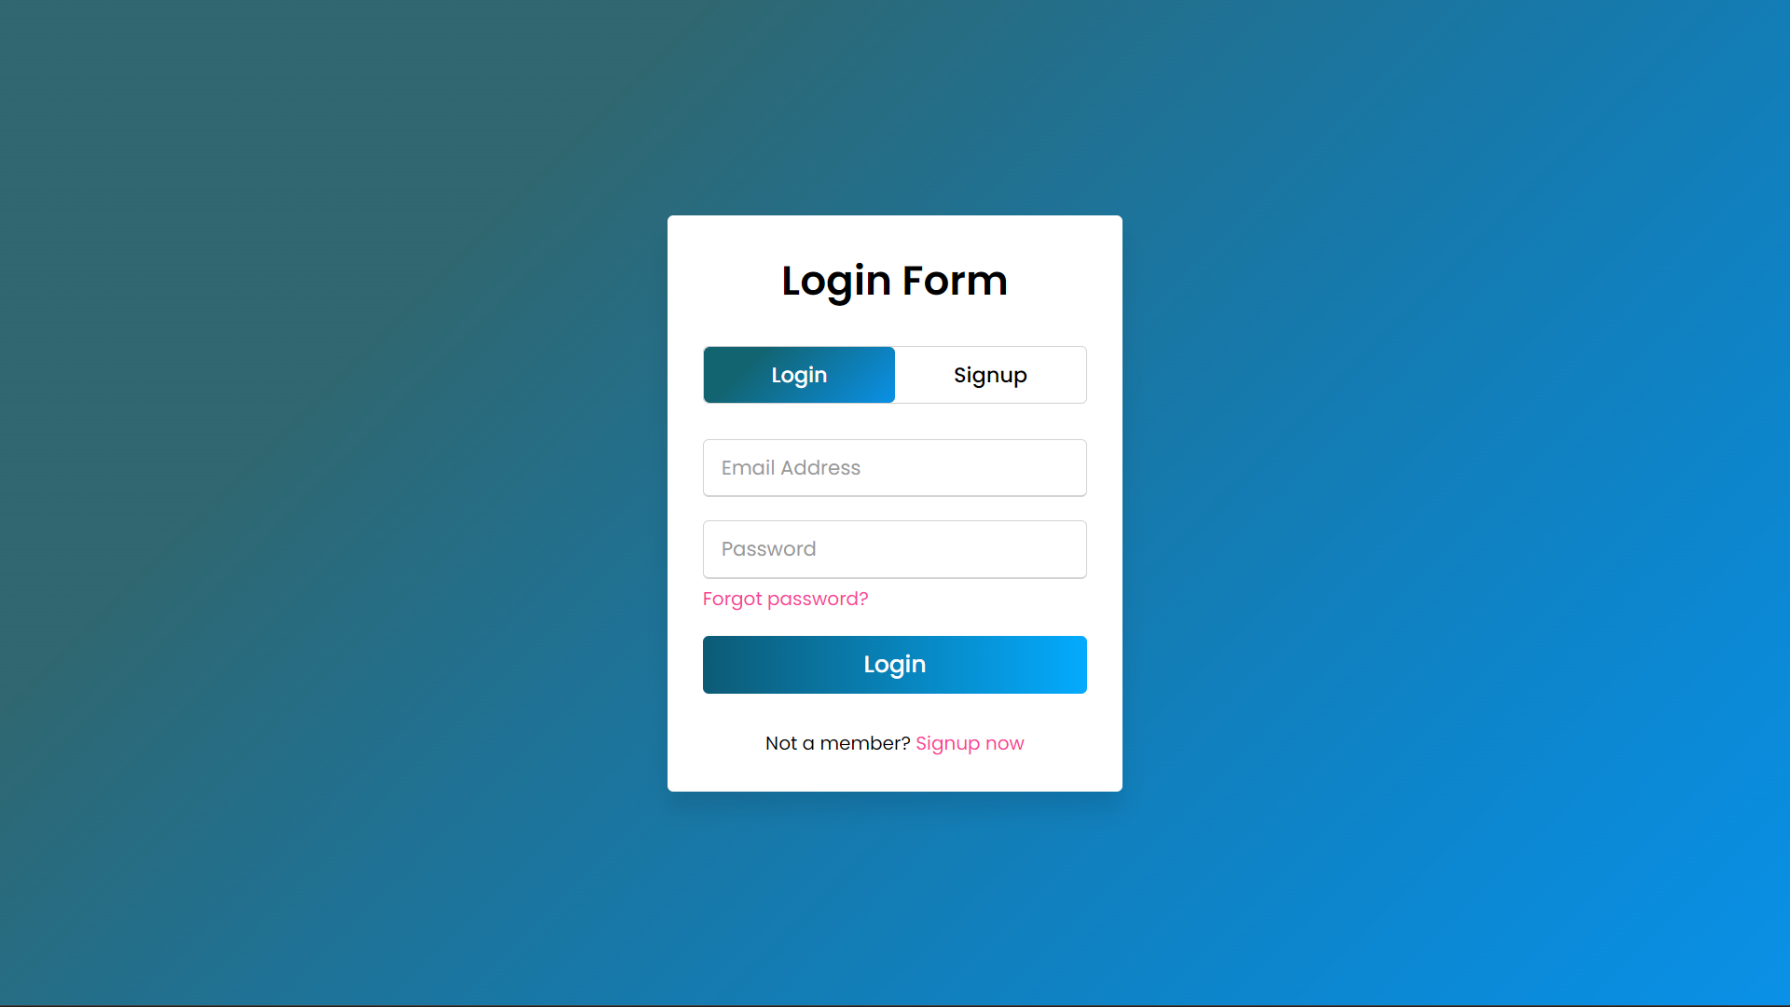 Login Form
Login Signup
Email Address
Password
Forgot password?
Login
Not a member? Signup now